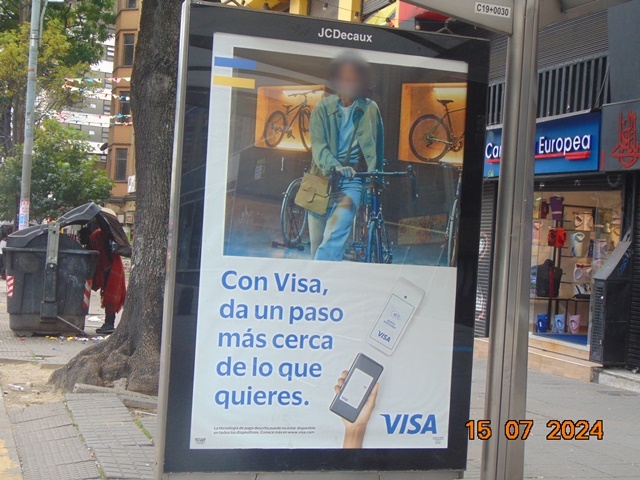 C19+0030
JCDecaux
Europea
Con Visa,
da un paso
más cerca
de lo que
quieres.
VISA
VISA
15 07 2024